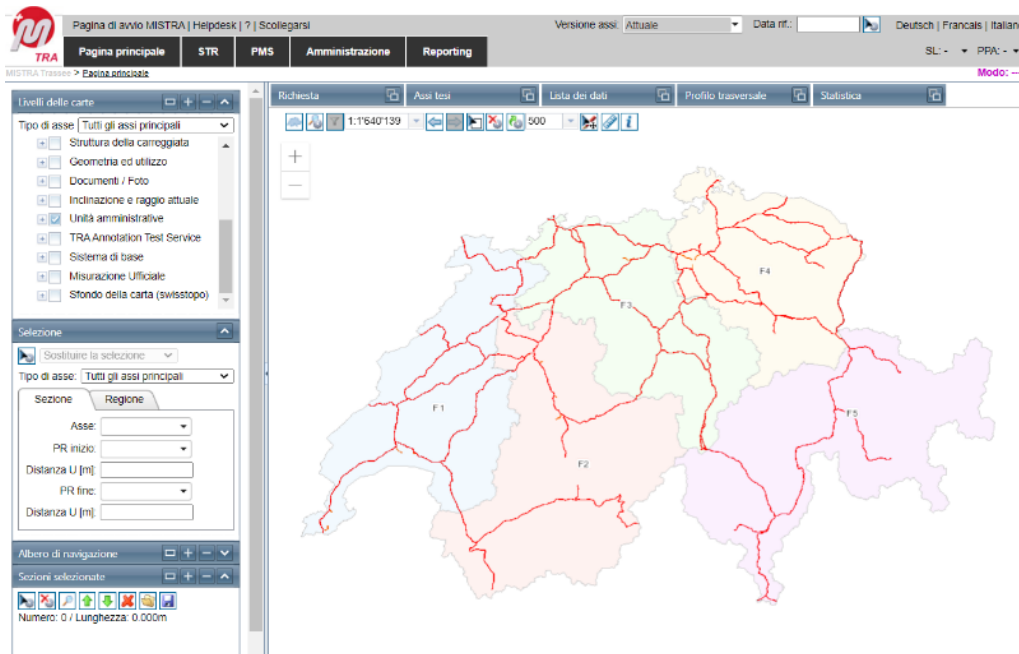 Pagina di avvio MISTRA | Helpdesk | ? | Scollegarsi
Versione assi: Attuale
Data rif.:
Deutsch | Francais | Italian
TRA
Pagina principale
STR
PMS
Amministrazione
Reporting
SL: -
PPA: -
MISTRA Trassee > Pagina principale
Modo: --
Livelli delle carte
Tipo di asse Tutti gli assi principali
Struttura della carreggiata
Geometria ed utilizzo
Documenti / Foto
Inclinazione e raggio attuale
Unità amministrative
TRA Annotation Test Service
Sistema di base
Misurazione Ufficiale
Sfondo della carta (swisstopo)
Selezione
Sostituire la selezione
Tipo di asse: Tutti gli assi principali
Sezione
Regione
Asse:
PR inizio:
Distanza U [m]:
PR fine:
Distanza U [m]:
Albero di navigazione
Sezioni selezionate
Numero: 0 / Lunghezza: 0.000m
Richiesta
Assi tesi
Lista dei dati
Profilo trasversale
Statistica
1:1'640'139
500
F4
F3
F1
F5
F2